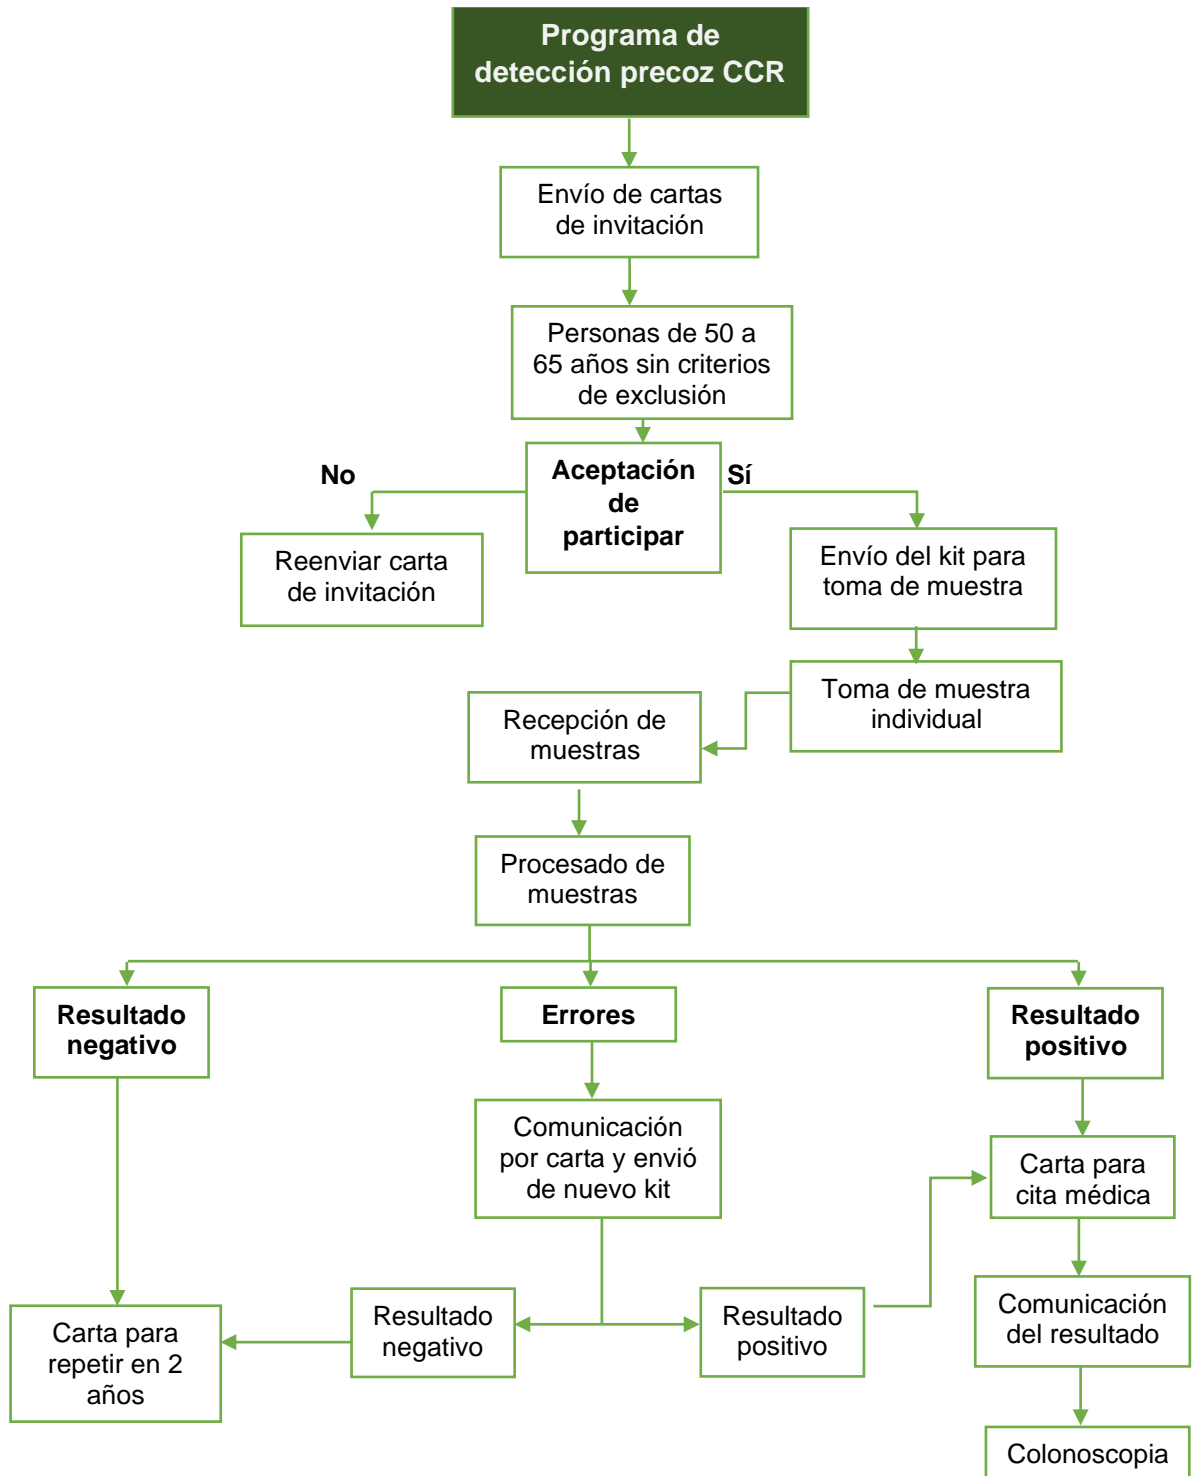 Programa de
detección precoz CCR
Envío de cartas
de invitación
Personas de 50 a
65 años sin criterios
de exclusión
No
Aceptación
de
participar
Sí
Reenviar carta
de invitación
Envío del kit para
toma de muestra
Toma de muestra
individual
Recepción de
muestras
Procesado de
muestras
Resultado
negativo
Errores
Resultado
positivo
Comunicación
por carta y envió
de nuevo kit
Carta para
cita médica
Carta para
repetir en 2
años
Resultado
negativo
Resultado
positivo
Comunicación
del resultado
Colonoscopia